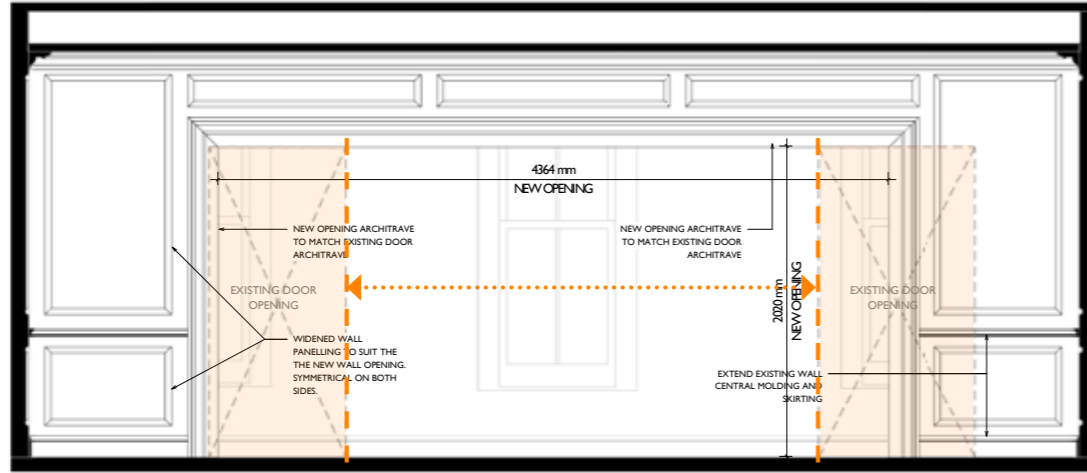 4364 mm
NEW OPENING
NEW OPENING ARCHITRAVE
TO MATCH EXISTING DOOR
ARCHITRAVE
NEW OPENING ARCHITRAVE
TO MATCH EXISTING DOOR
ARCHITRAVE
EXISTING DOOR
OPENING
2020 mm
NEW OPENING
EXISTING DOOR
OPENING
WIDENED WALL
PANELLING TO SUIT THE
THE NEW WALL OPENING.
SYMMETRICAL ON BOTH
SIDES.
EXTEND EXISTING WALL
CENTRAL MOLDING AND
SKIRTING